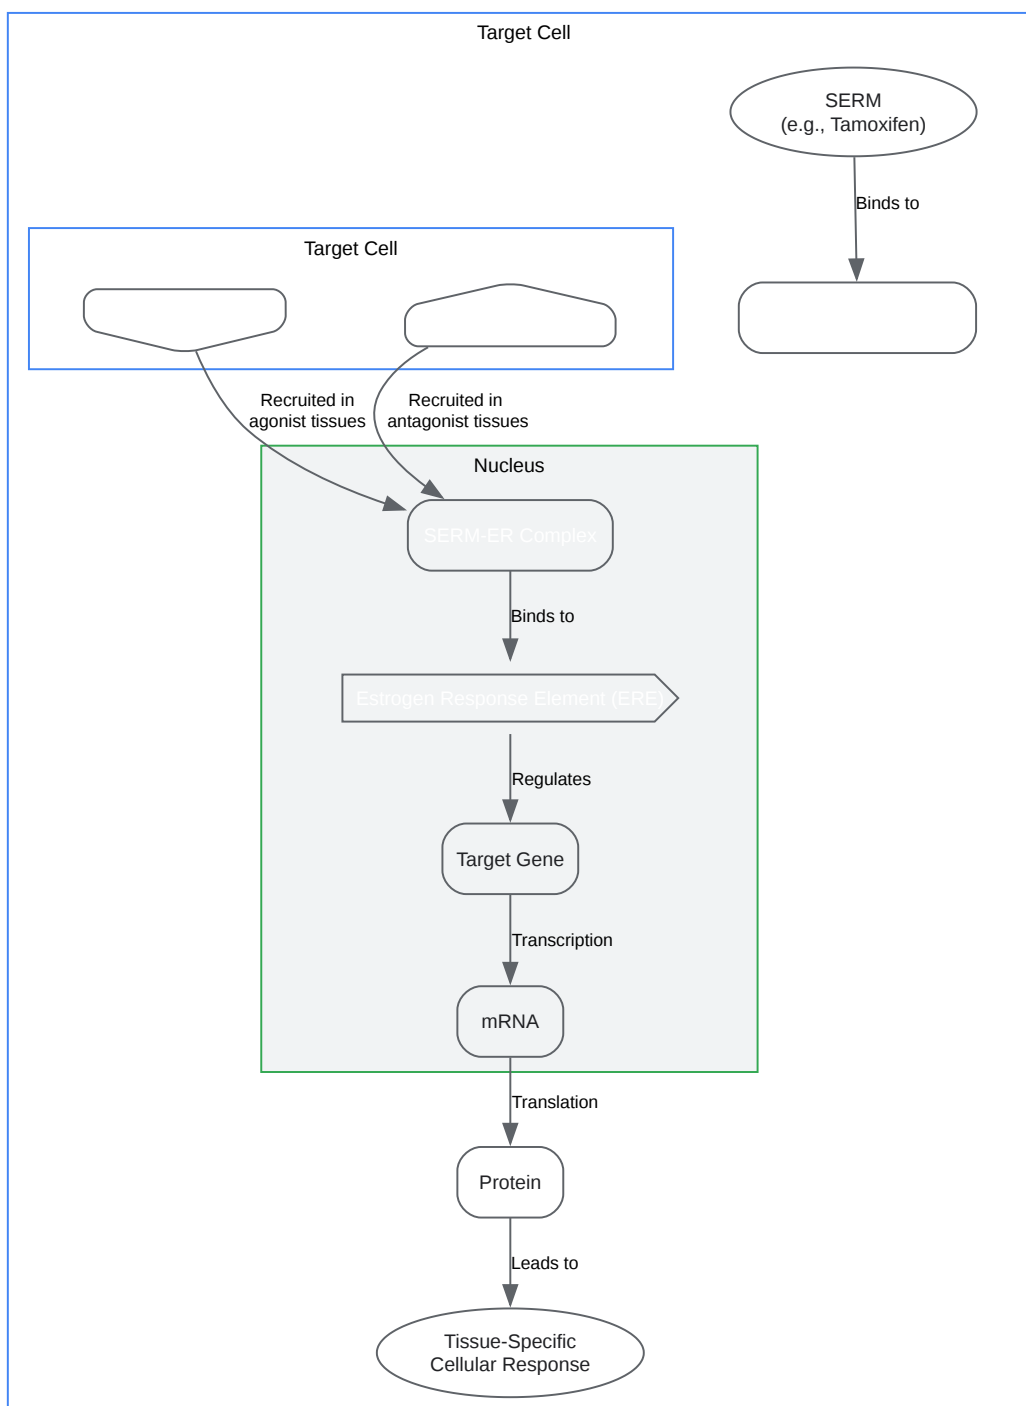 Target Cell
SERM
(e.g., Tamoxifen)
Binds to
Target Cell
Recruited in
agonist tissues
Recruited in
antagonist tissues
Nucleus
SERM-ER Complex
Binds to
Estrogen Response Element (ERE)
Regulates
Target Gene
Transcription
mRNA
Translation
Protein
Leads to
Tissue-Specific
Cellular Response